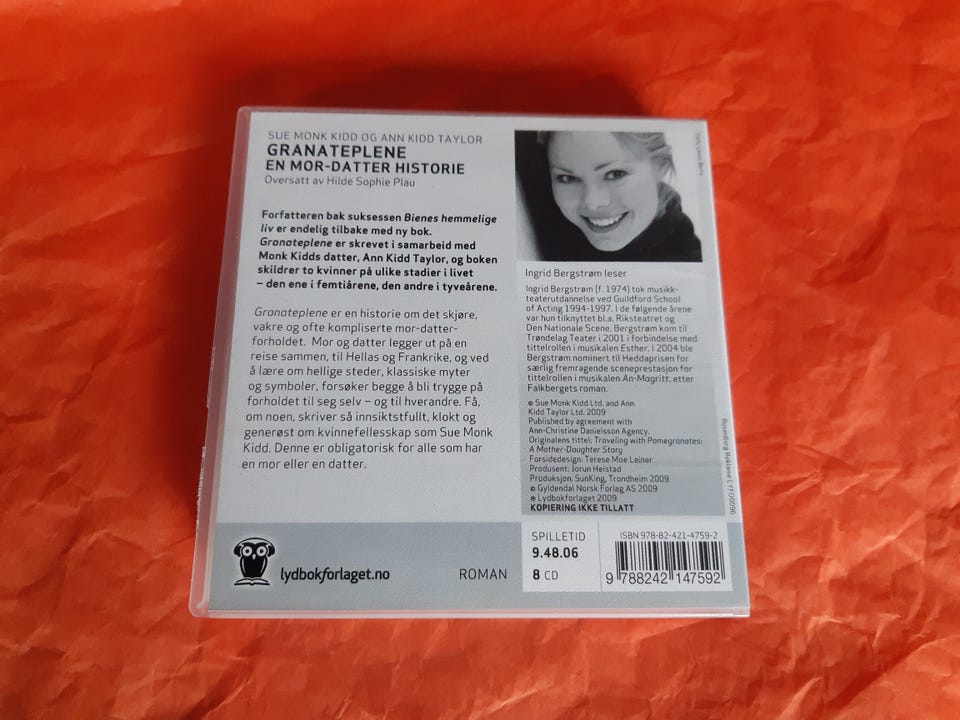 SUE MONK KIDD OG ANN KIDD TAYLOR
GRANATEPLENE
EN MOR-DATTER HISTORIE
Oversatt av Hilde Sophie Plau
Forfatteren bak suksessen Bienes hemmelige
liv er endelig tilbake med ny bok.
Granateplene er skrevet i samarbeid med
Monk Kidds datter, Ann Kidd Taylor, og boken
skildrer to kvinner på ulike stadier i livet
– den ene i femtiårene, den andre i tyveårene.
Granateplene er en historie om det skjøre,
vakre og ofte kompliserte mor-datter-
forholdet. Mor og datter legger ut på en
reise sammen, til Hellas og Frankrike, og ved
å lære om hellige steder, klassiske myter
og symboler, forsøker begge å bli trygge på
forholdet til seg selv – og til hverandre. Få,
om noen, skriver så innsiktstfullt, klokt og
generøst om kvinnefellesskap som Sue Monk
Kidd. Denne er obligatorisk for alle som har
en mor eller en datter.
Ingrid Bergstrøm leser
Ingrid Bergstrøm (f. 1974) tok musikk-
teaterutdannelse ved Guildford School
of Acting 1994-1997. I de følgende årene
var hun tilknyttet bl.a. Riksteatret og
Den Nationale Scene. Bergstrøm kom til
Trøndelag Teater i 2001 i forbindelse med
tittelrollen i musikalen Esther. I 2004 ble
Bergstrøm nominert til Heddaprisen for
særlig fremragende sceneprestasjon for
tittelrollen i musikalen An-Magritt, etter
Falkbergets roman.
© Sue Monk Kidd Ltd. and Ann
Kidd Taylor Ltd. 2009
Published by agreement with
Ann-Christine Danielsson Agency.
Originalens tittel: Traveling with Pomegranates:
A Mother-Daughter Story
Forsidedesign: Terese Moe Leiner
Produsent: Jorun Heistad
Produksjon: SunKing, Trondheim 2009
© Gyldendal Norsk Forlag AS 2009
℗ Lydbokforlaget 2009
KOPIERING IKKE TILLATT
Rosenborg Reklame LYF00096
lydbokforlaget.no
ROMAN
SPILLETID
9.48.06
8 CD
ISBN 978-82-421-4759-2
9 788242 147592